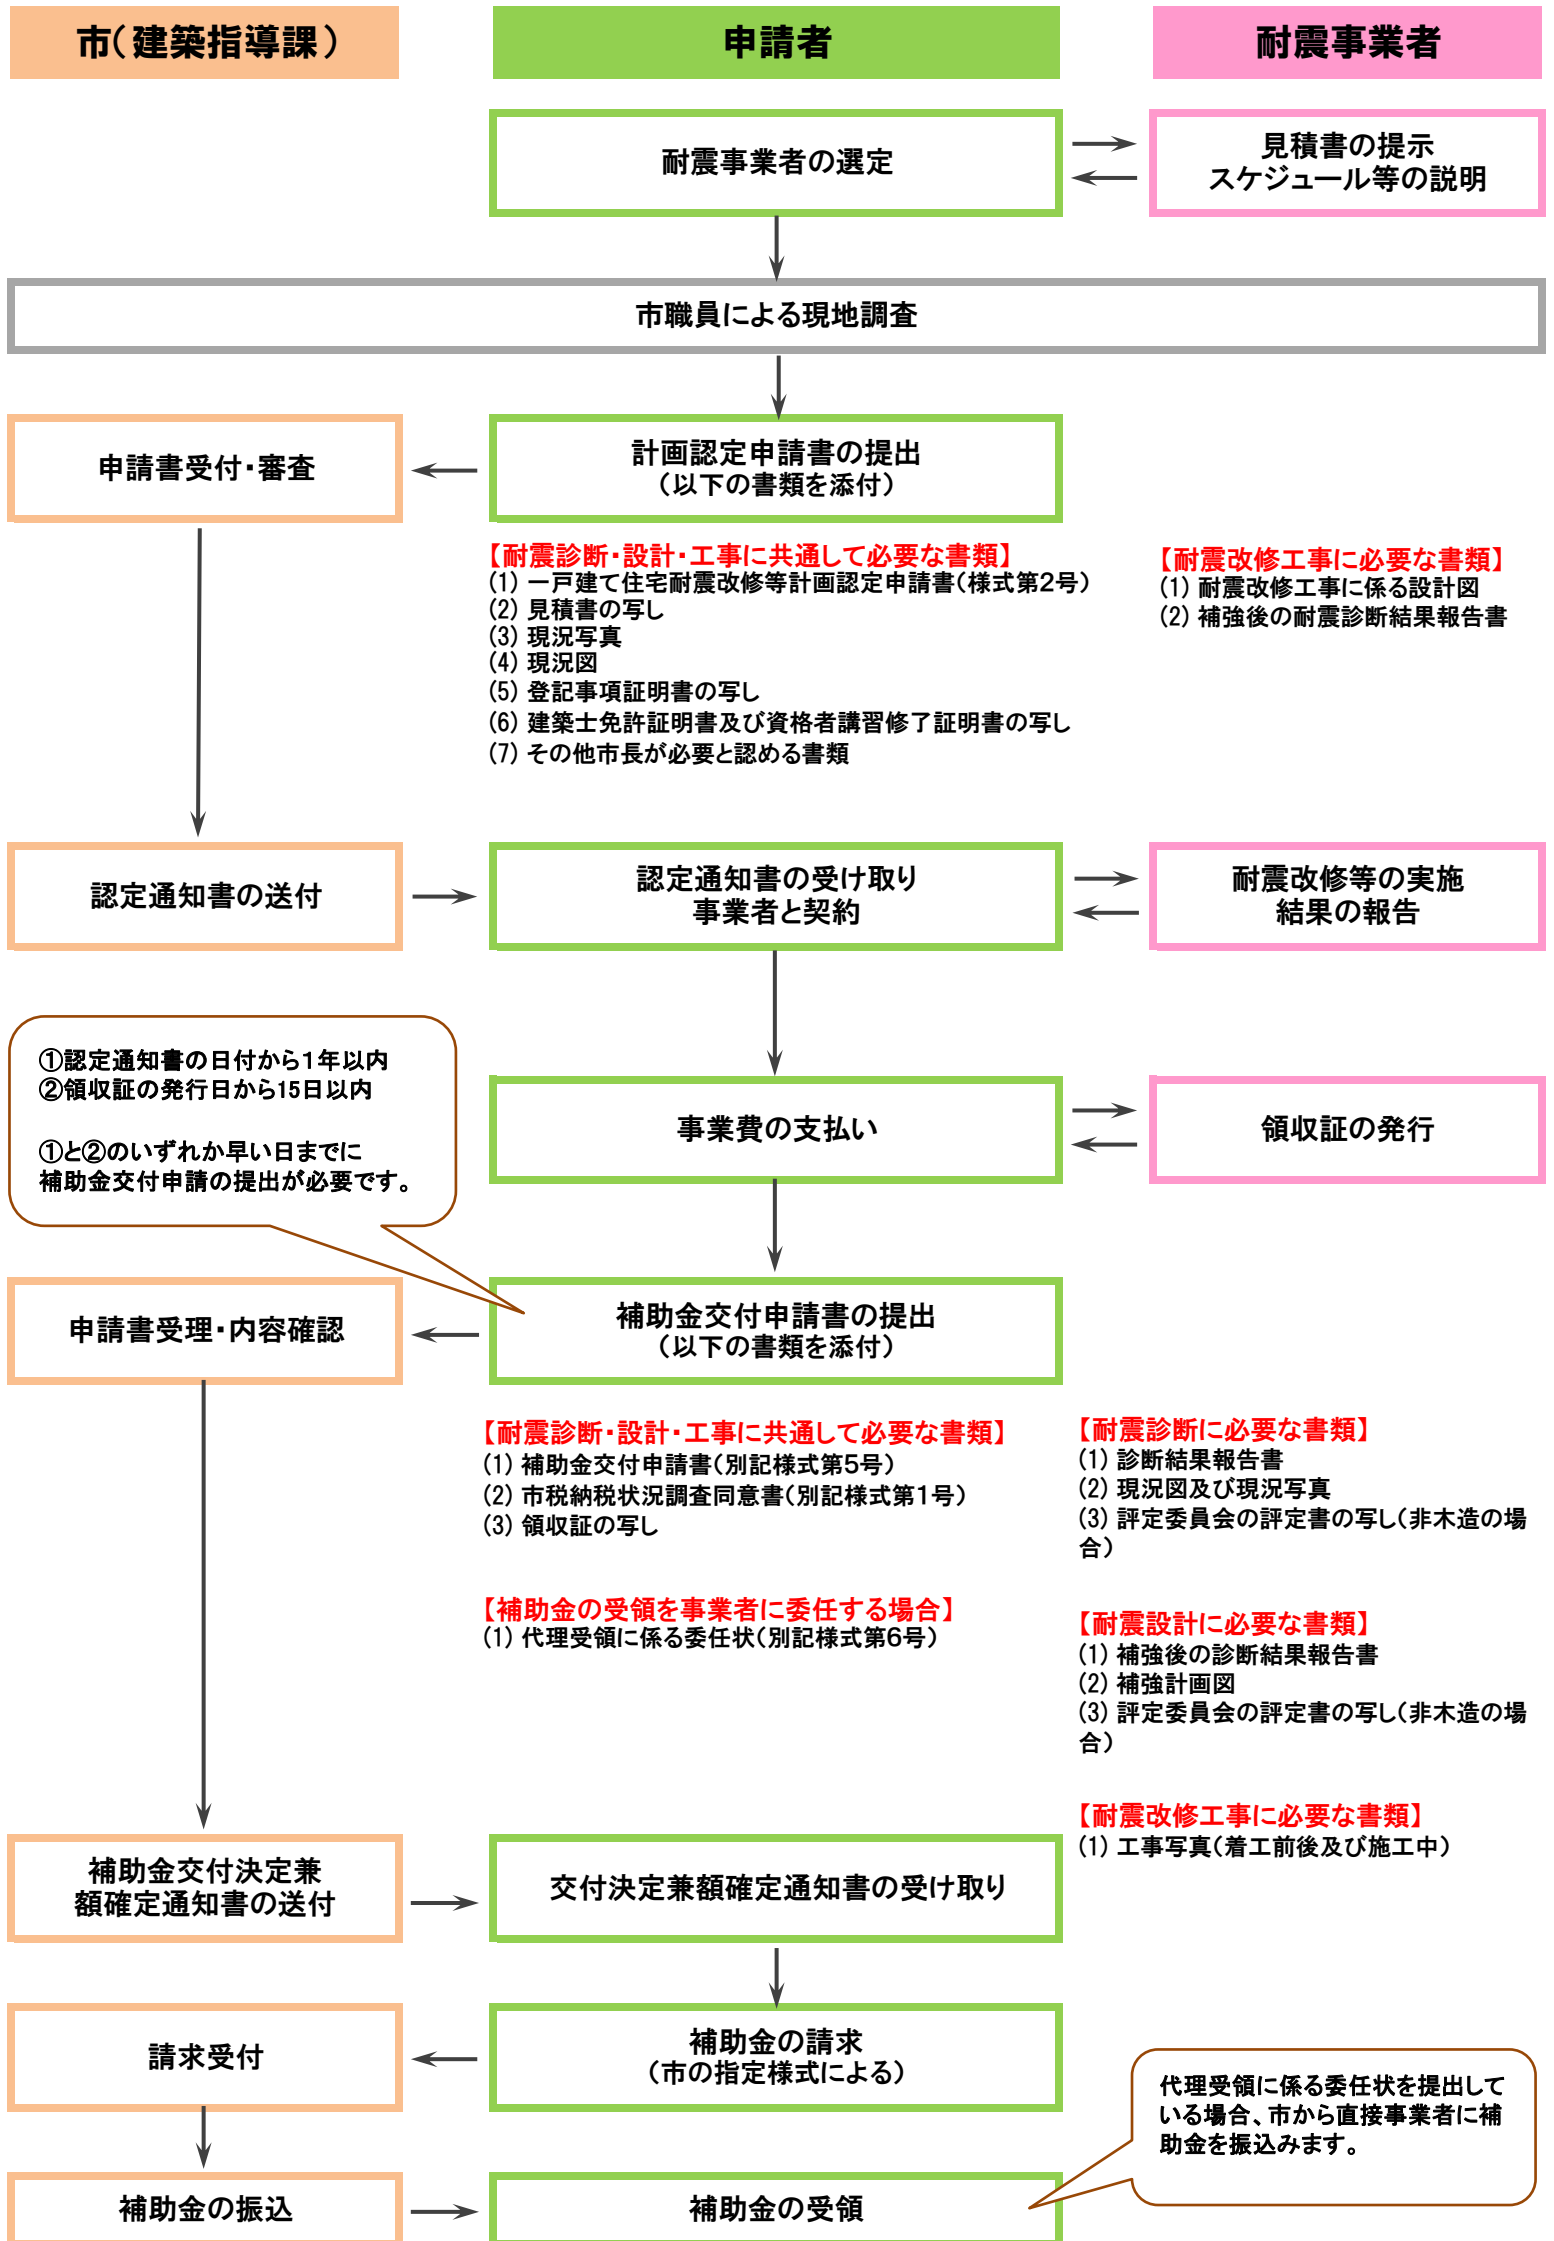 市（建築指導課）
申請者
耐震事業者
耐震事業者の選定
見積書の提示
スケジュール等の説明
市職員による現地調査
申請書受付・審査
計画認定申請書の提出
（以下の書類を添付）
【耐震診断・設計・工事に共通して必要な書類】
(1) 一戸建て住宅耐震改修等計画認定申請書（様式第２号）
(2) 見積書の写し
(3) 現況写真
(4) 現況図
(5) 登記事項証明書の写し
(6) 建築士免許証明書及び資格者講習修了証明書の写し
(7) その他市長が必要と認める書類
【耐震改修工事に必要な書類】
(1) 耐震改修工事に係る設計図
(2) 補強後の耐震診断結果報告書
認定通知書の送付
認定通知書の受け取り
事業者と契約
耐震改修等の実施
結果の報告
①認定通知書の日付から１年以内
②領収証の発行日から15日以内
①と②のいずれか早い日までに
補助金交付申請の提出が必要です。
事業費の支払い
領収証の発行
申請書受理・内容確認
補助金交付申請書の提出
（以下の書類を添付）
【耐震診断・設計・工事に共通して必要な書類】
(1) 補助金交付申請書（別記様式第５号）
(2) 市税納税状況調査同意書（別記様式第１号）
(3) 領収証の写し
【補助金の受領を事業者に委任する場合】
(1) 代理受領に係る委任状（別記様式第６号）
【耐震診断に必要な書類】
(1) 診断結果報告書
(2) 現況図及び現況写真
(3) 評定委員会の評定書の写し（非木造の場
合）
【耐震設計に必要な書類】
(1) 補強後の診断結果報告書
(2) 補強計画図
(3) 評定委員会の評定書の写し（非木造の場
合）
【耐震改修工事に必要な書類】
(1) 工事写真（着工前後及び施工中）
補助金交付決定兼
額確定通知書の送付
交付決定兼額確定通知書の受け取り
請求受付
補助金の請求
（市の指定様式による）
代理受領に係る委任状を提出して
いる場合、市から直接事業者に補
助金を振込みます。
補助金の振込
補助金の受領